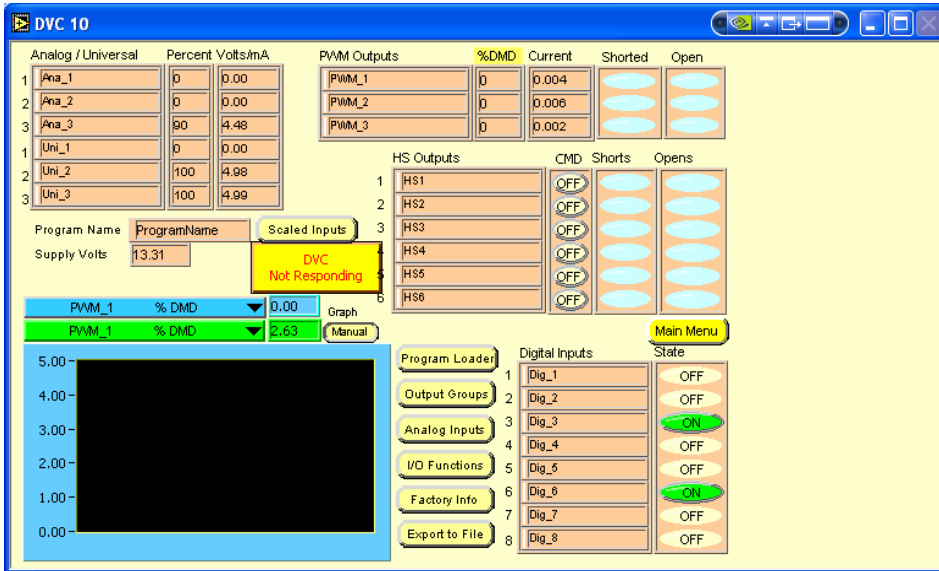 DVC 10
Analog / Universal Percent Volts/mA
1 Ana_1 0 0.00
2 Ana_2 0 0.00
3 Ana_3 90 4.48
1 Uni_1 0 0.00
2 Uni_2 100 4.98
3 Uni_3 100 4.99
PWM Outputs %DMD Current Shorted Open
PWM_1 0 0.004
PWM_2 0 0.006
PWM_3 0 0.002
HS Outputs CMD Shorts Opens
1 HS1 OFF
2 HS2 OFF
3 HS3 OFF
4 HS4 OFF
5 HS5 OFF
6 HS6 OFF
Program Name ProgramName Scaled Inputs
Supply Volts 13.31
DVC
Not Responding
PWM_1 % DMD 0.00 Graph
PWM_1 % DMD 2.63 Manual
5.00
4.00
3.00
2.00
1.00
0.00
Program Loader
Output Groups
Analog Inputs
I/O Functions
Factory Info
Export to File
Main Menu
Digital Inputs State
1 Dig_1 OFF
2 Dig_2 OFF
3 Dig_3 ON
4 Dig_4 OFF
5 Dig_5 OFF
6 Dig_6 ON
7 Dig_7 OFF
8 Dig_8 OFF